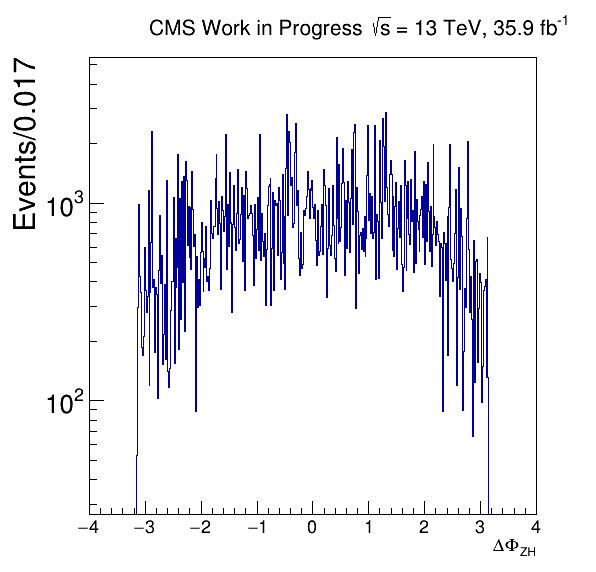 CMS Work in Progress √s = 13 TeV, 35.9 fb⁻¹
Events/0.017
10³
10²
−4 −3 −2 −1 0 1 2 3 4
ΔΦ_ZH